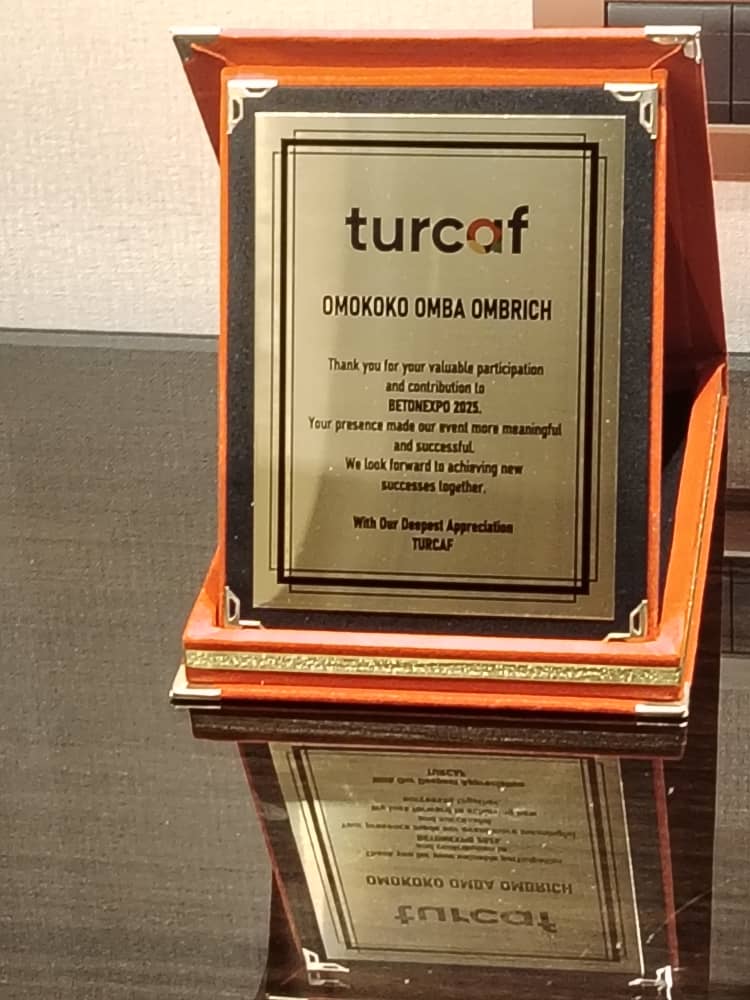 turcaf
OMOKOKO OMBA OMBRICH
Thank you for your valuable participation
and contribution to
BETONEXPO 2025.
Your presence made our event more meaningful
and successful.
We look forward to achieving new
successes together.
With Our Deepest Appreciation
TURCAF